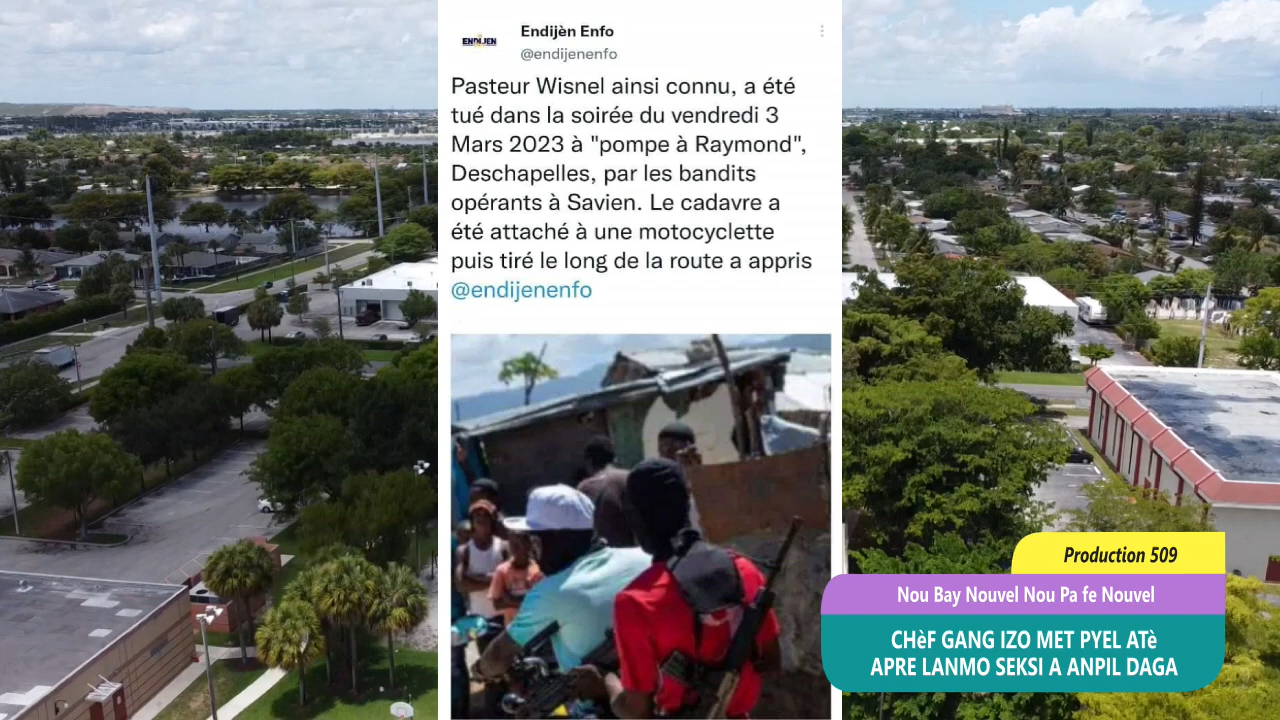 Endijèn Enfo
ENDIJEN
@endijenenfo
Pasteur Wisnel ainsi connu, a été
tué dans la soirée du vendredi 3
Mars 2023 à "pompe à Raymond",
Deschapelles, par les bandits
opérants à Savien. Le cadavre a
été attaché à une motocyclette
puis tiré le long de la route a appris
@endijenenfo
Production 509
Nou Bay Nouvel Nou Pa fe Nouvel
CHèF GANG IZO MET PYEL ATè
APRE LANMO SEKSI A ANPIL DAGA